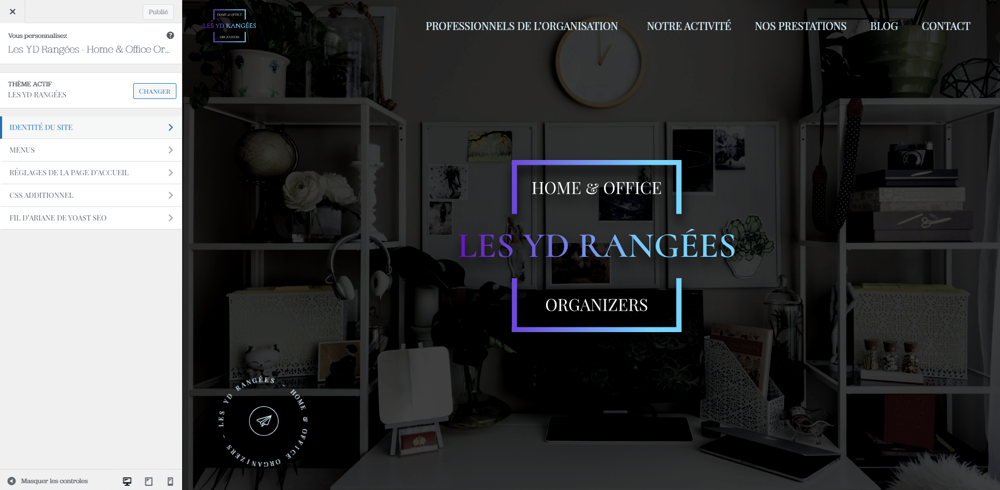 Publié
Vous personnalisez
Les YD Rangées - Home & Office Or...
THÈME ACTIF
LES YD RANGÉES
CHANGER
IDENTITÉ DU SITE
MENUS
RÉGLAGES DE LA PAGE D’ACCUEIL
CSS ADDITIONNEL
FIL D’ARIANE DE YOAST SEO
Masquer les controles
HOME & OFFICE
LES YD RANGÉES
ORGANIZERS
PROFESSIONNELS DE L’ORGANISATION
NOTRE ACTIVITÉ
NOS PRESTATIONS
BLOG
CONTACT
HOME & OFFICE
LES YD RANGÉES
ORGANIZERS
LES YD RANGÉES - HOME & OFFICE ORGANIZERS -